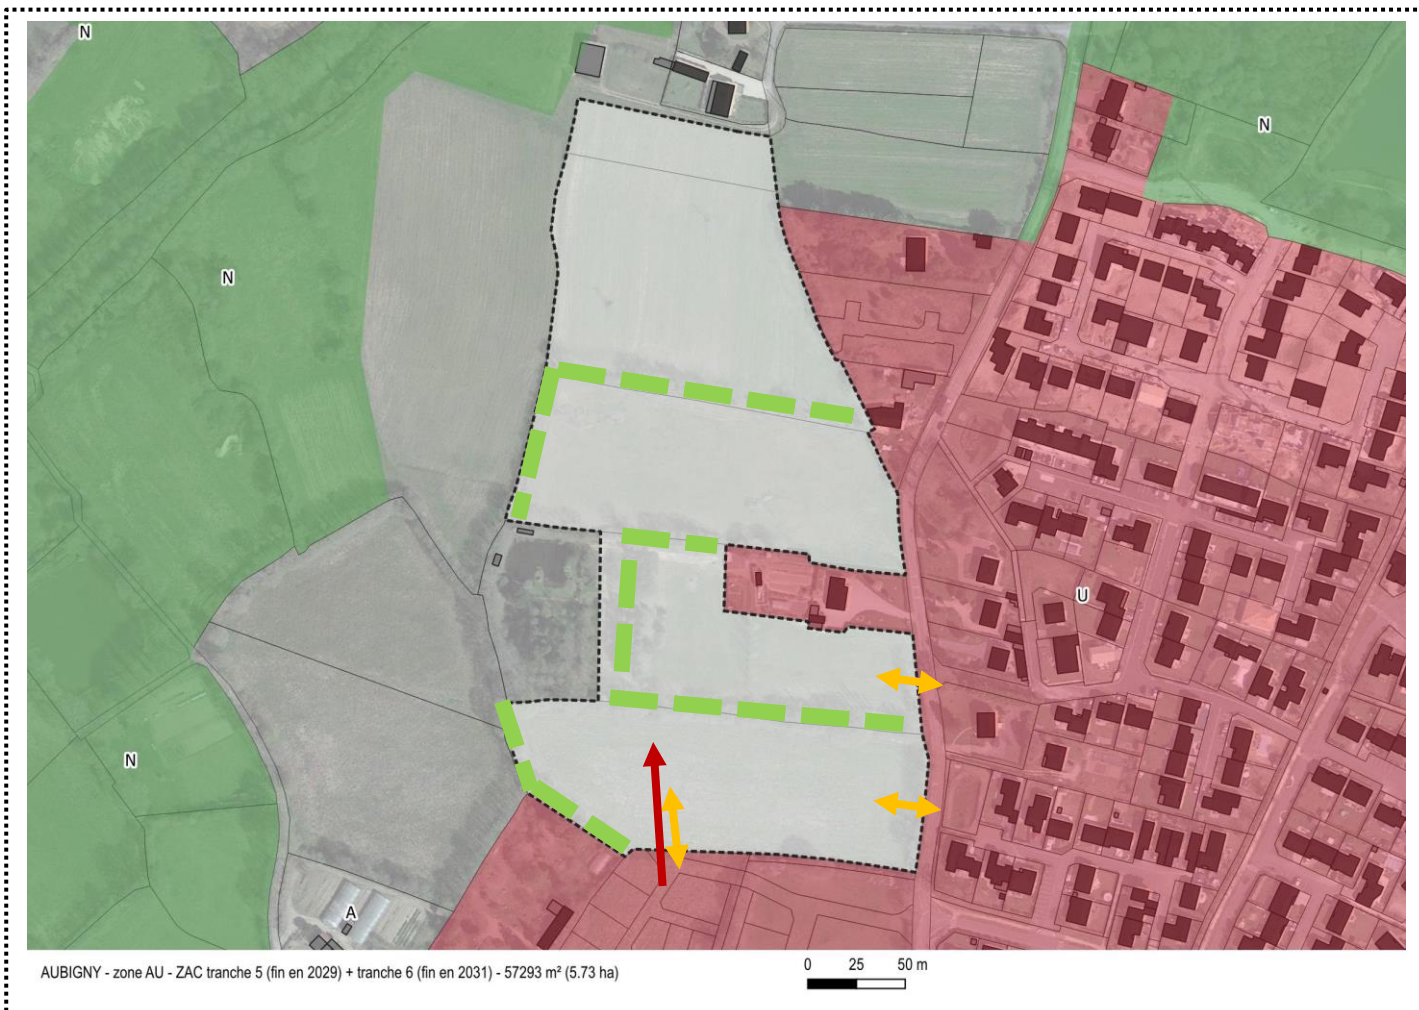 N
N
N
U
N
A
AUBIGNY - zone AU - ZAC tranche 5 (fin en 2029) + tranche 6 (fin en 2031) - 57293 m² (5.73 ha)
0 25 50 m